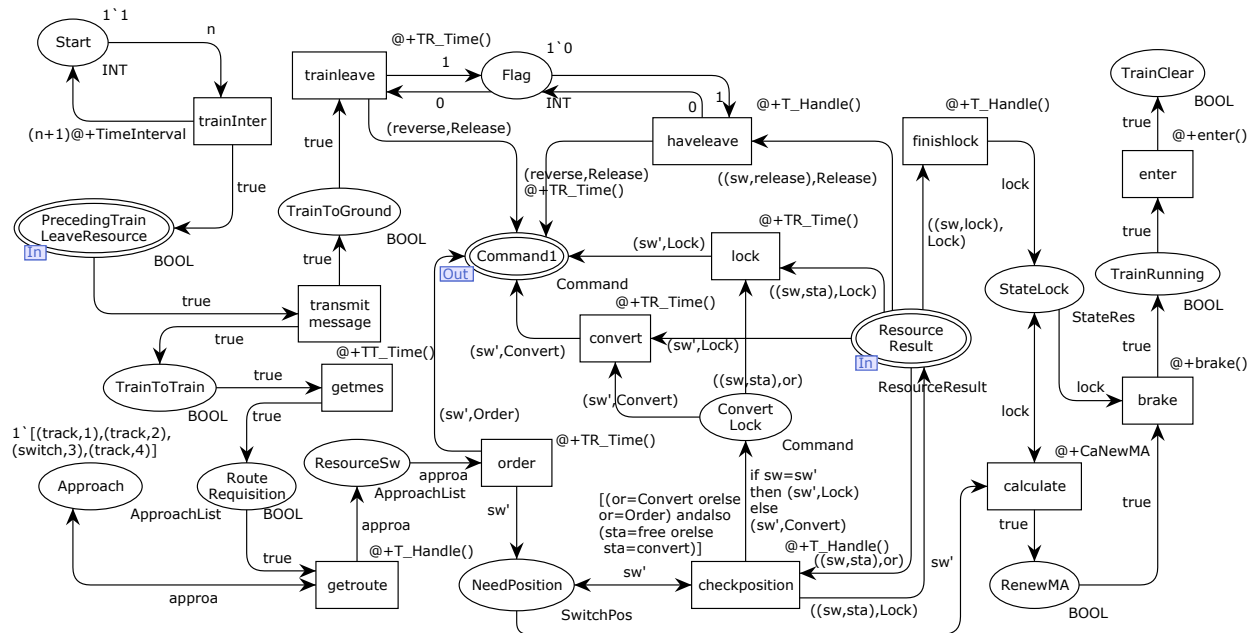 1`1
Start
n
INT
trainInter
(n+1)@+TimeInterval
true
PrecedingTrain
LeaveResource
In
BOOL
true
@+TR_Time()
trainleave
1
0
1`0
Flag
INT
1
0
@+T_Handle()
haveleave
(reverse,Release)
true
(reverse,Release)
@+TR_Time()
((sw,release),Release)
TrainToGround
BOOL
true
transmit
message
true
TrainToTrain
BOOL
true
@+TT_Time()
getmes
true
Command1
Out
Command
(sw',Lock)
@+TR_Time()
lock
((sw,sta),Lock)
@+TR_Time()
convert
(sw',Convert)
(sw',Lock)
(sw',Convert)
((sw,sta),or)
Convert
Lock
Command
@+T_Handle()
finishlock
lock
((sw,lock),
Lock)
Resource
Result
In
ResourceResult
StateLock
StateRes
lock
lock
TrainClear
BOOL
true
@+enter()
enter
true
TrainRunning
BOOL
true
@+brake()
brake
true
@+CaNewMA
calculate
true
RenewMA
BOOL
1`[(track,1),(track,2),
(switch,3),(track,4)]
Approach
ApproachList
Route
Requisition
BOOL
true
approa
ResourceSw
ApproachList
approa
approa
@+T_Handle()
getroute
(sw',Order)
@+TR_Time()
order
sw'
NeedPosition
SwitchPos
sw'
[(or=Convert orelse
or=Order) andalso
(sta=free orelse
sta=convert)]
if sw=sw'
then (sw',Lock)
else
(sw',Convert)
@+T_Handle()
((sw,sta),or)
checkposition
((sw,sta),Lock)
sw'